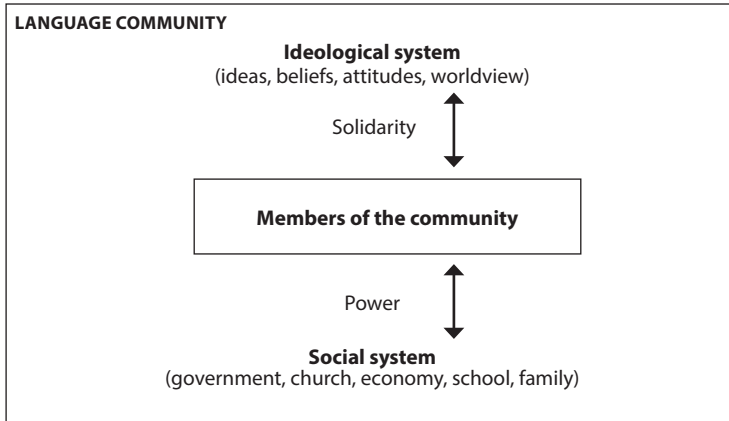 LANGUAGE COMMUNITY
Ideological system
(ideas, beliefs, attitudes, worldview)
Solidarity
Members of the community
Power
Social system
(government, church, economy, school, family)